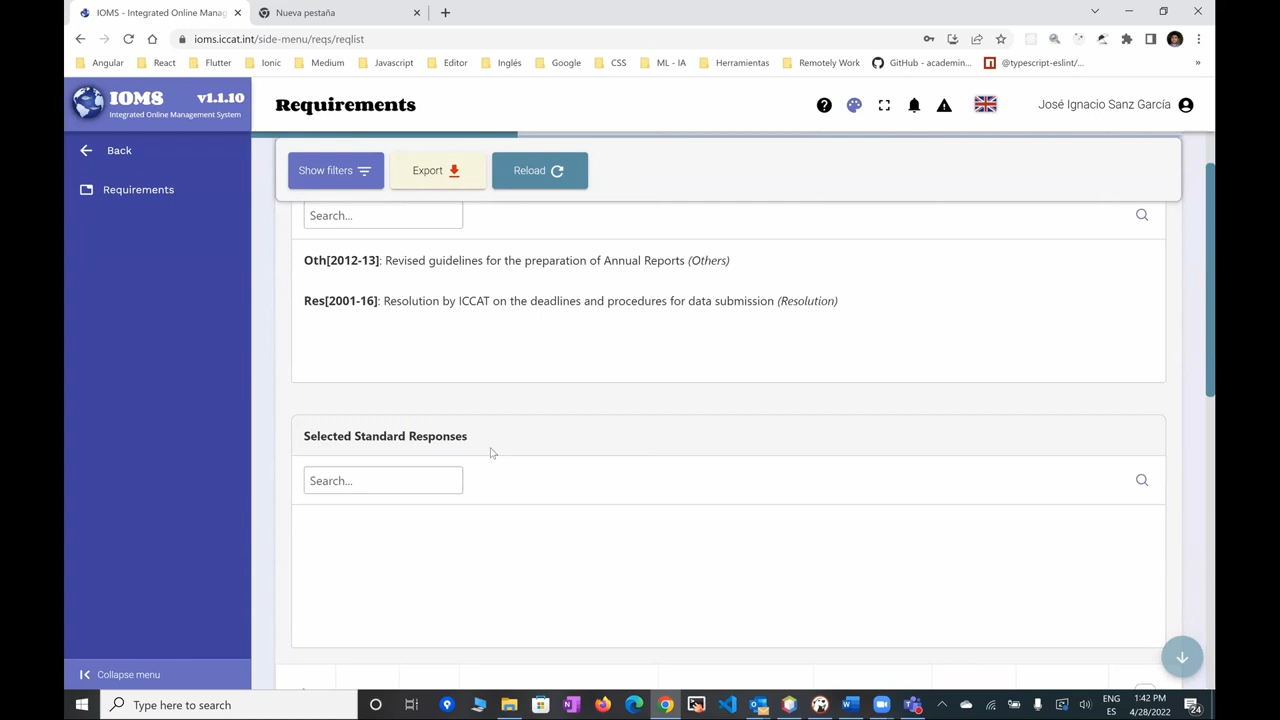 IOMS - Integrated Online Manag
Nueva pestaña
ioms.iccat.int/side-menu/reqs/reqlist
Angular
React
Flutter
Ionic
Medium
Javascript
Editor
Inglés
Google
CSS
ML - IA
Herramientas
Remotely Work
GitHub - academin...
@typescript-eslint/...
»
IOMS v1.1.10
Integrated Online Management System
Requirements
José Ignacio Sanz García
Back
Requirements
Show filters
Export
Reload
Search...
Oth[2012-13]: Revised guidelines for the preparation of Annual Reports (Others)
Res[2001-16]: Resolution by ICCAT on the deadlines and procedures for data submission (Resolution)
Selected Standard Responses
Search...
Collapse menu
Type here to search
ENG
ES
1:42 PM
4/28/2022
24